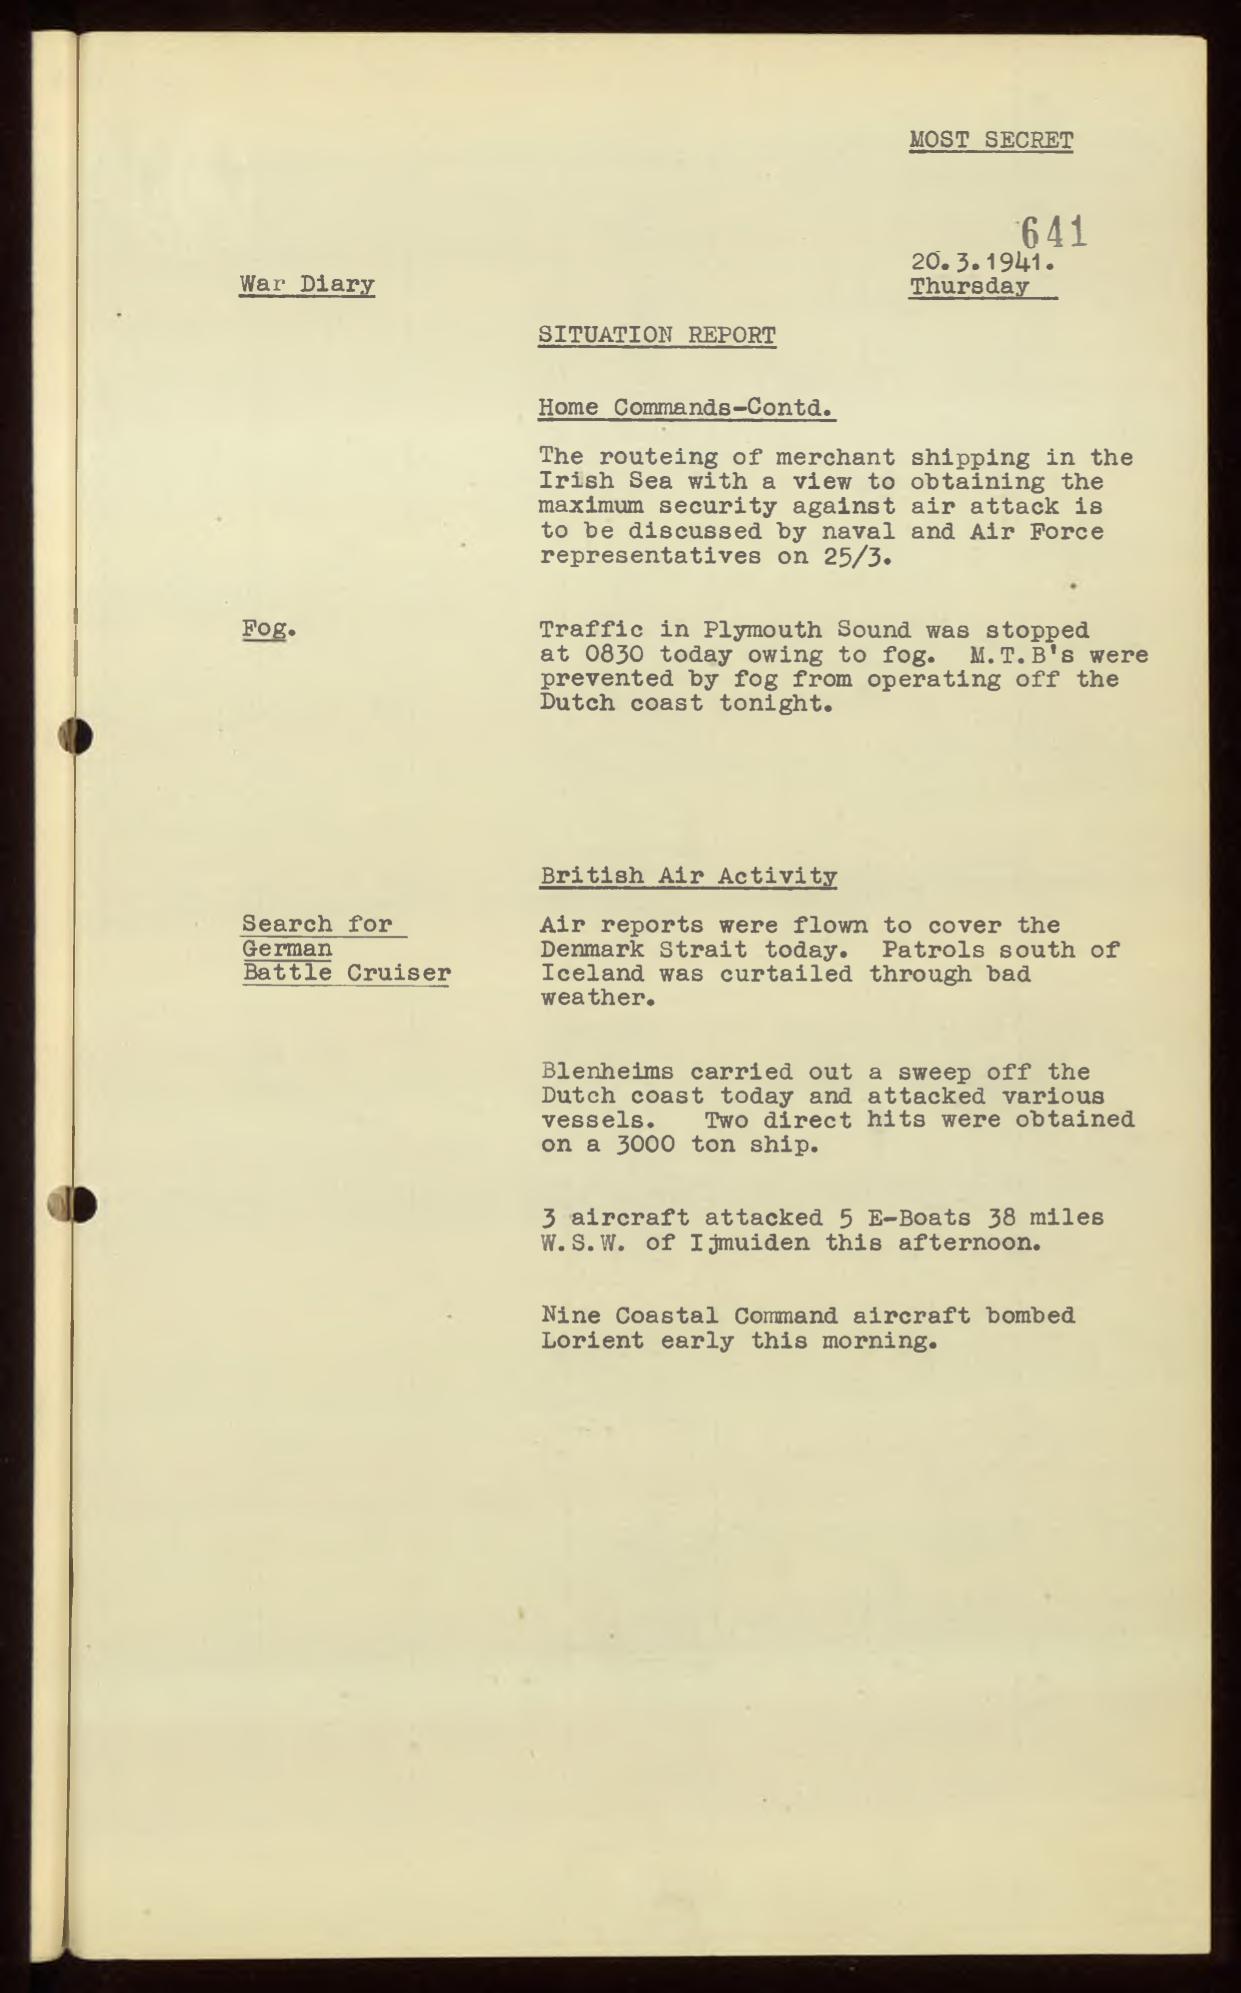 MOST SECRET
641
20.3.1941.
War Diary
Thursday
SITUATION REPORT
Home Commands-Contd.
The routeing of merchant shipping in the
Irish Sea with a view to obtaining the
maximum security against air attack is
to be discussed by naval and Air Force
representatives on 25/3.
Fog.
Traffic in Plymouth Sound was stopped
at 0830 today owing to fog.  M.T.B's were
prevented by fog from operating off the
Dutch coast tonight.
British Air Activity
Search for
German
Battle Cruiser
Air reports were flown to cover the
Denmark Strait today.  Patrols south of
Iceland was curtailed through bad
weather.
Blenheims carried out a sweep off the
Dutch coast today and attacked various
vessels.   Two direct hits were obtained
on a 3000 ton ship.
3 aircraft attacked 5 E-Boats 38 miles
W.S.W. of Ijmuiden this afternoon.
Nine Coastal Command aircraft bombed
Lorient early this morning.